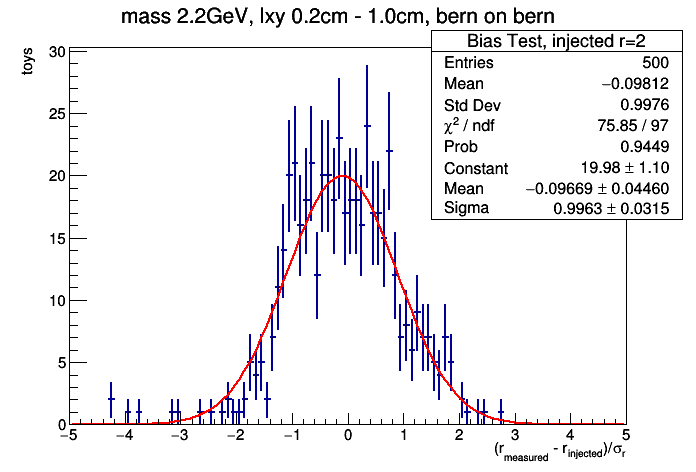 mass 2.2GeV, lxy 0.2cm - 1.0cm, bern on bern
Bias Test, injected r=2
Entries 500
Mean −0.09812
Std Dev 0.9976
χ² / ndf 75.85 / 97
Prob 0.9449
Constant 19.98 ± 1.10
Mean −0.09669 ± 0.04460
Sigma 0.9963 ± 0.0315
toys
30
25
20
15
10
5
0
−5 −4 −3 −2 −1 0 1 2 3 4 5
(r_measured - r_injected)/σ_r